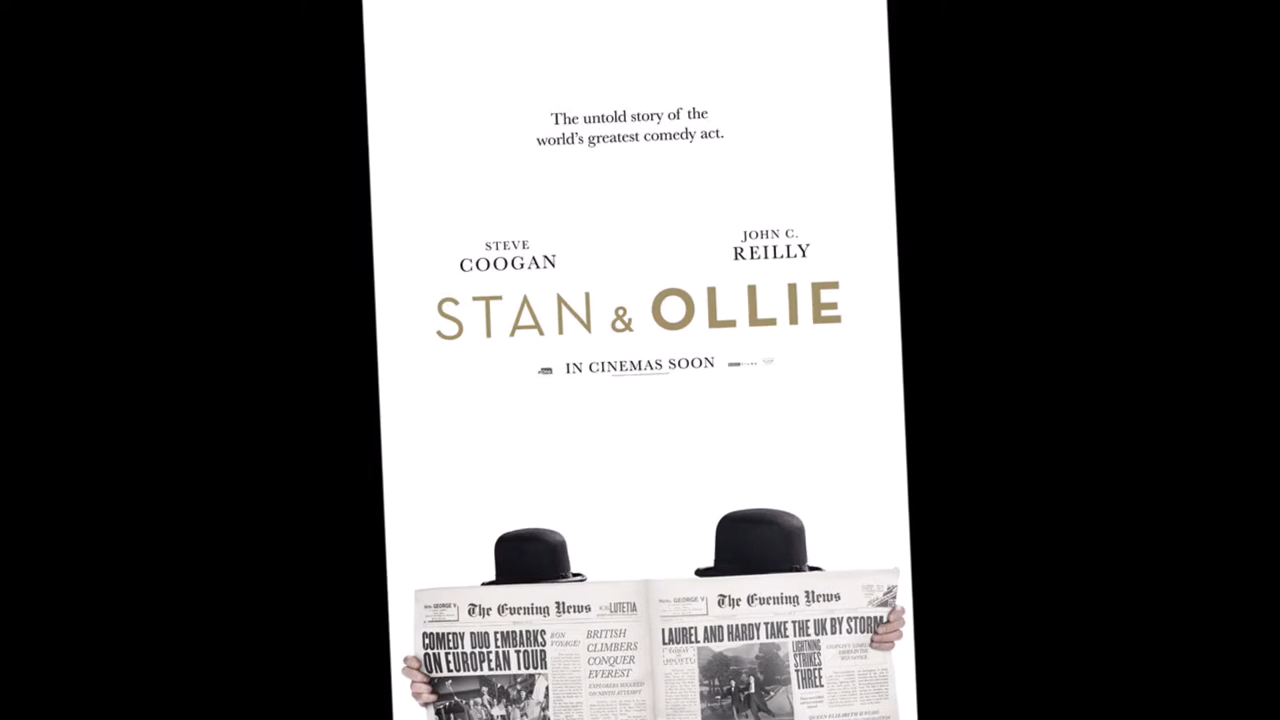 The untold story of the
world's greatest comedy act.
STEVE
COOGAN
JOHN C.
REILLY
STAN & OLLIE
IN CINEMAS SOON
The Evening News
LUTETIA
GEORGE V
COMEDY DUO EMBARKS
ON EUROPEAN TOUR
BON
VOYAGE!
BRITISH
CLIMBERS
CONQUER
EVEREST
The Evening News
GEORGE V
LAUREL AND HARDY TAKE THE UK BY STORM
LIGHTNING
STRIKES
THREE